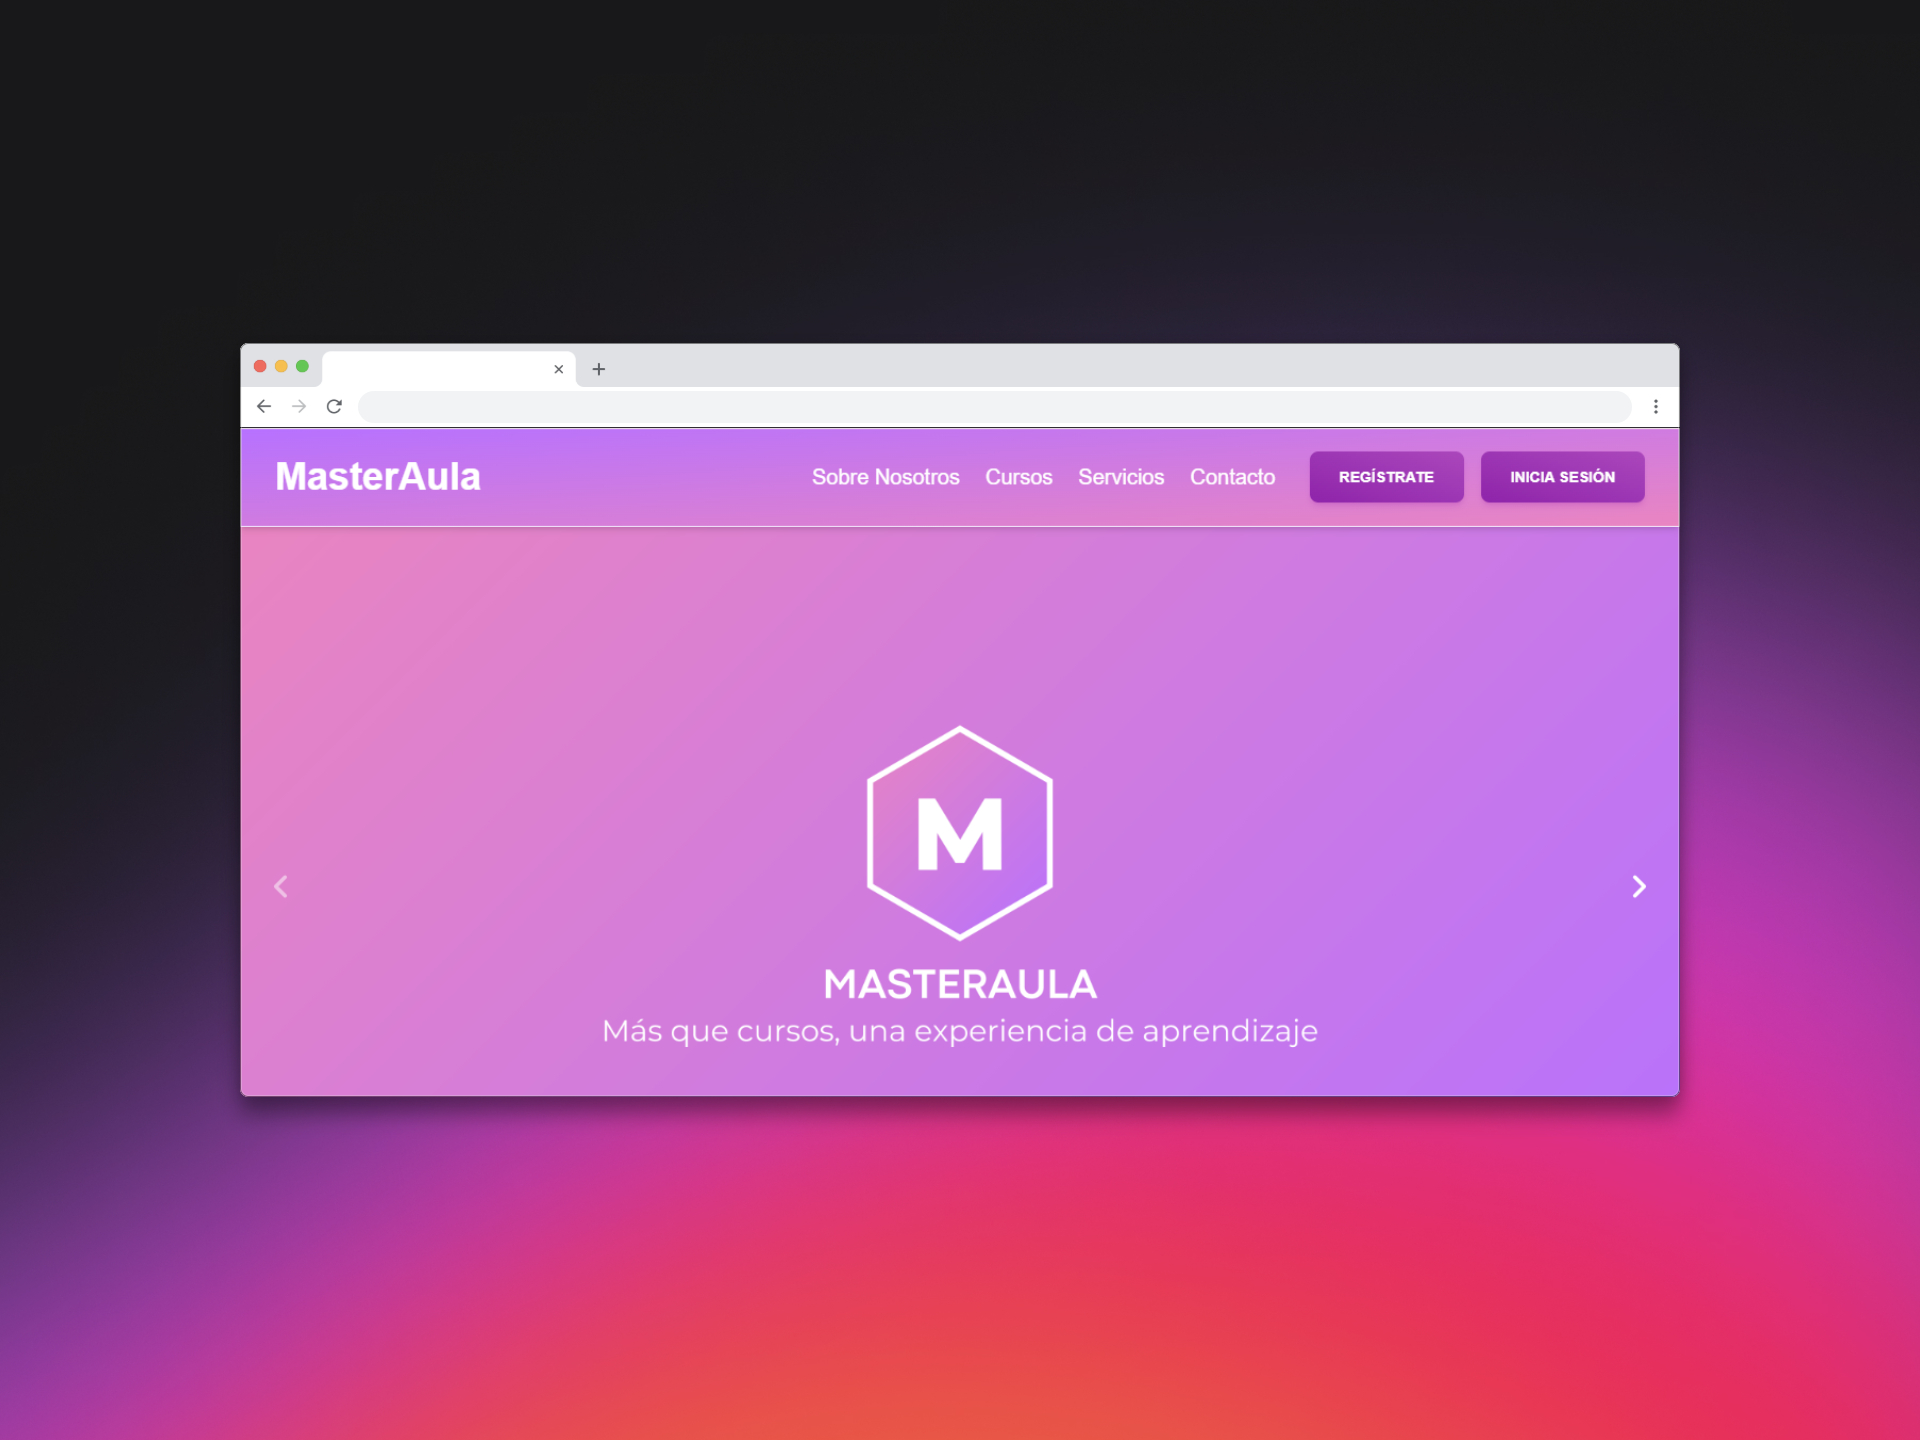 MasterAula
Sobre Nosotros Cursos Servicios Contacto REGÍSTRATE INICIA SESIÓN
M
MASTERAULA
Más que cursos, una experiencia de aprendizaje